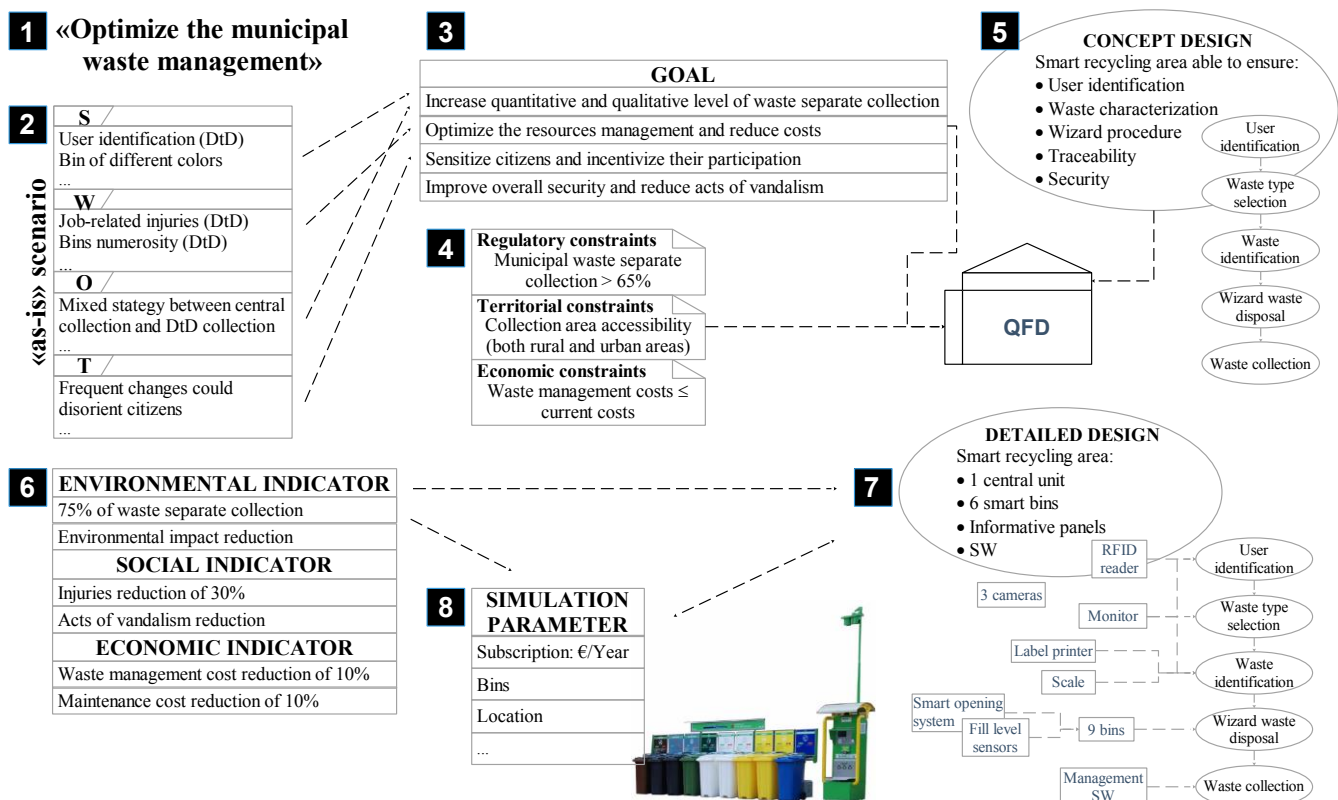 1
«Optimize the municipal
waste management»
2
«as-is» scenario
S
User identification (DtD)
Bin of different colors
...
W
Job-related injuries (DtD)
Bins numerosity (DtD)
...
O
Mixed stategy between central
collection and DtD collection
...
T
Frequent changes could
disorient citizens
...
3
GOAL
Increase quantitative and qualitative level of waste separate collection
Optimize the resources management and reduce costs
Sensitize citizens and incentivize their participation
Improve overall security and reduce acts of vandalism
4
Regulatory constraints
Municipal waste separate
collection > 65%
Territorial constraints
Collection area accessibility
(both rural and urban areas)
Economic constraints
Waste management costs ≤
current costs
QFD
5
CONCEPT DESIGN
Smart recycling area able to ensure:
• User identification
• Waste characterization
• Wizard procedure
• Traceability
• Security
User
identification
Waste type
selection
Waste
identification
Wizard waste
disposal
Waste collection
6
ENVIRONMENTAL INDICATOR
75% of waste separate collection
Environmental impact reduction
SOCIAL INDICATOR
Injuries reduction of 30%
Acts of vandalism reduction
ECONOMIC INDICATOR
Waste management cost reduction of 10%
Maintenance cost reduction of 10%
7
DETAILED DESIGN
Smart recycling area:
• 1 central unit
• 6 smart bins
• Informative panels
• SW
RFID
reader
3 cameras
Monitor
Label printer
Scale
Smart opening
system
Fill level
sensors
9 bins
Management
SW
User
identification
Waste type
selection
Waste
identification
Wizard waste
disposal
Waste collection
8
SIMULATION
PARAMETER
Subscription: €/Year
Bins
Location
...